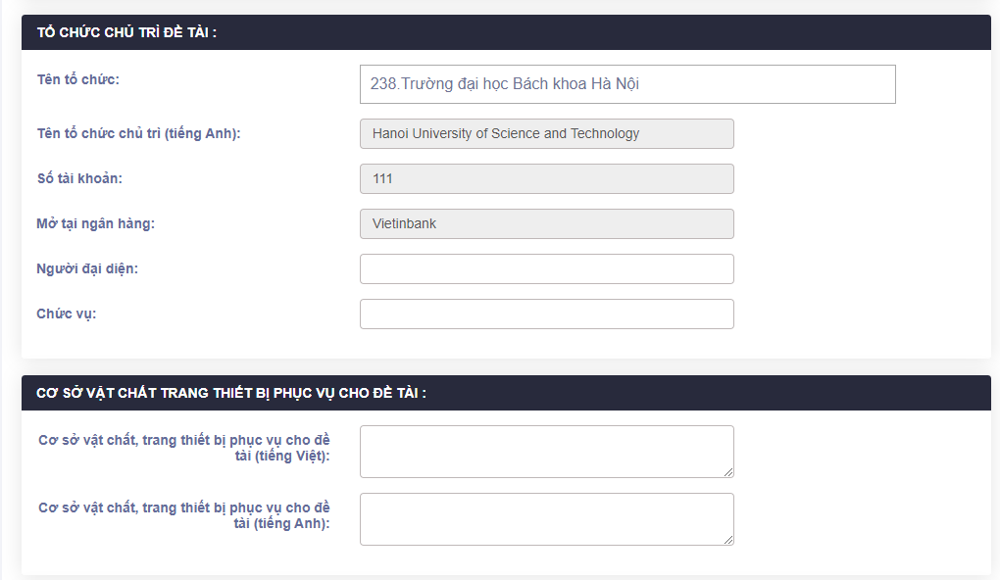 TỔ CHỨC CHỦ TRÌ ĐỀ TÀI :
Tên tổ chức:
238.Trường đại học Bách khoa Hà Nội
Tên tổ chức chủ trì (tiếng Anh):
Hanoi University of Science and Technology
Số tài khoản:
111
Mở tại ngân hàng:
Vietinbank
Người đại diện:
Chức vụ:
CƠ SỞ VẬT CHẤT TRANG THIẾT BỊ PHỤC VỤ CHO ĐỀ TÀI :
Cơ sở vật chất, trang thiết bị phục vụ cho đề
tài (tiếng Việt):
Cơ sở vật chất, trang thiết bị phục vụ cho đề
tài (tiếng Anh):